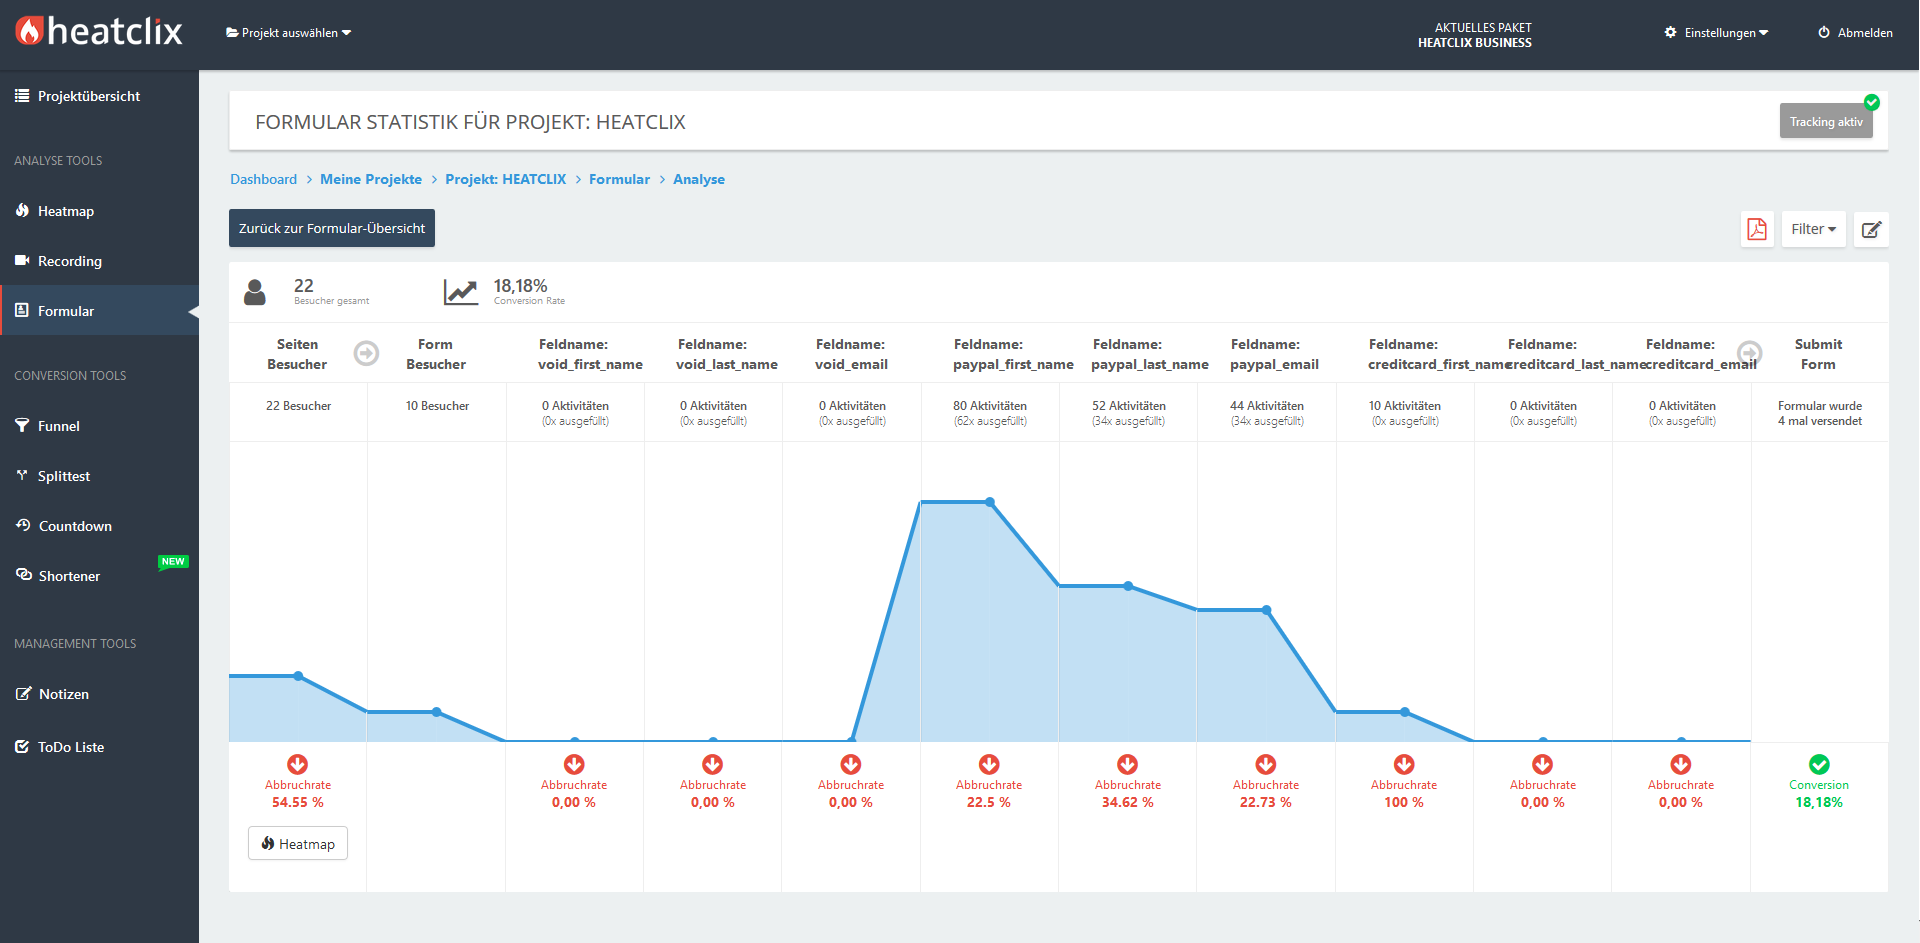 heatclix
Projekt auswählen
AKTUELLES PAKET
HEATCLIX BUSINESS
Einstellungen
Abmelden
Projektübersicht
ANALYSE TOOLS
Heatmap
Recording
Formular
CONVERSION TOOLS
Funnel
Splittest
Countdown
Shortener
NEW
MANAGEMENT TOOLS
Notizen
ToDo Liste
FORMULAR STATISTIK FÜR PROJEKT: HEATCLIX
Tracking aktiv
Dashboard > Meine Projekte > Projekt: HEATCLIX > Formular > Analyse
Zurück zur Formular-Übersicht
Filter
22
Besucher gesamt
18,18%
Conversion Rate
Seiten
Besucher
Form
Besucher
Feldname:
void_first_name
Feldname:
void_last_name
Feldname:
void_email
Feldname:
paypal_first_name
Feldname:
paypal_last_name
Feldname:
paypal_email
Feldname:
creditcard_first_name
Feldname:
creditcard_last_name
Feldname:
creditcard_email
Submit
Form
22 Besucher
10 Besucher
0 Aktivitäten
(0x ausgefüllt)
0 Aktivitäten
(0x ausgefüllt)
0 Aktivitäten
(0x ausgefüllt)
80 Aktivitäten
(62x ausgefüllt)
52 Aktivitäten
(34x ausgefüllt)
44 Aktivitäten
(34x ausgefüllt)
10 Aktivitäten
(0x ausgefüllt)
0 Aktivitäten
(0x ausgefüllt)
0 Aktivitäten
(0x ausgefüllt)
Formular wurde
4 mal versendet
Abbruchrate
54.55 %
Heatmap
Abbruchrate
0,00 %
Abbruchrate
0,00 %
Abbruchrate
0,00 %
Abbruchrate
22.5 %
Abbruchrate
34.62 %
Abbruchrate
22.73 %
Abbruchrate
100 %
Abbruchrate
0,00 %
Abbruchrate
0,00 %
Conversion
18,18%